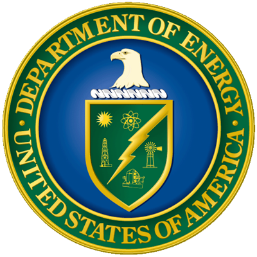 · DEPARTMENT OF ENERGY ·
UNITED STATES OF AMERICA